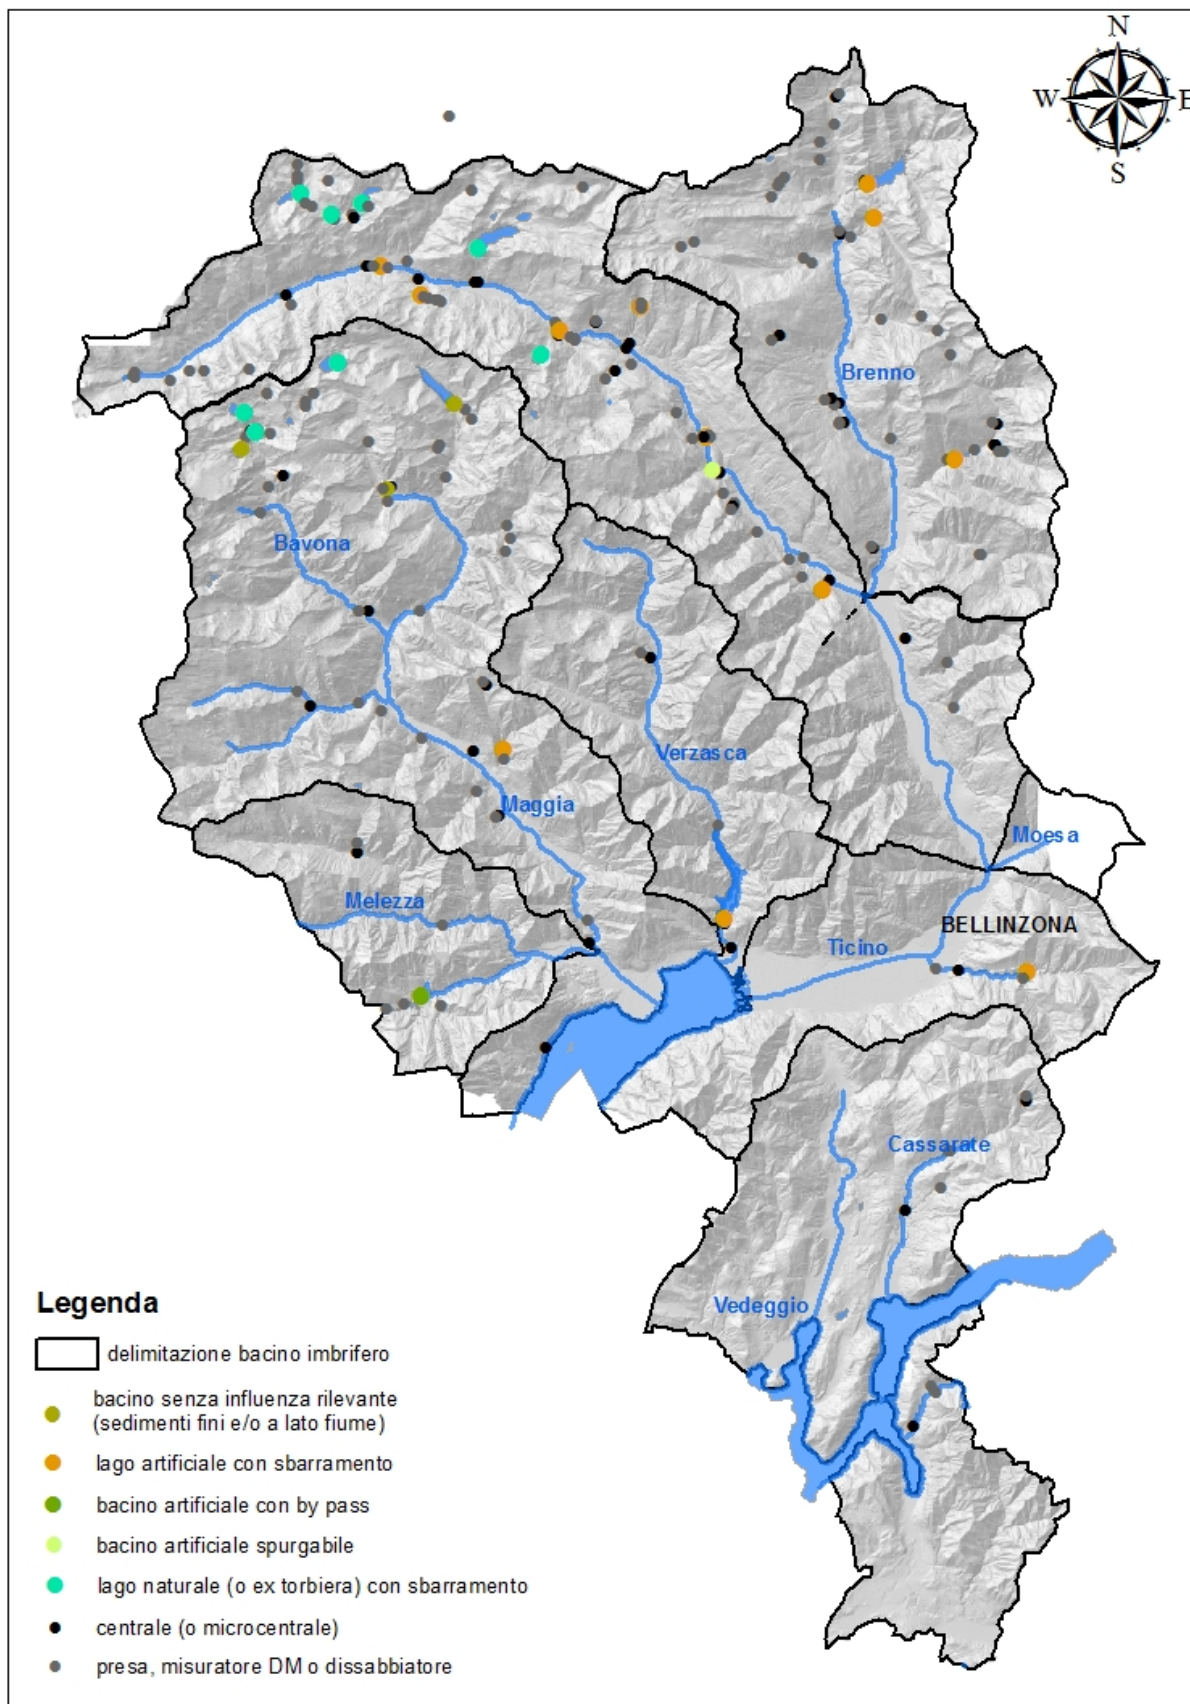 N
W
E
S
Brenno
Bavona
Verzasca
Maggia
Moesa
Melezza
BELLINZONA
Ticino
Cassarate
Vedeggio
Legenda
delimitazione bacino imbrifero
bacino senza influenza rilevante
(sedimenti fini e/o a lato fiume)
lago artificiale con sbarramento
bacino artificiale con by pass
bacino artificiale spurgabile
lago naturale (o ex torbiera) con sbarramento
centrale (o microcentrale)
presa, misuratore DM o dissabbiatore